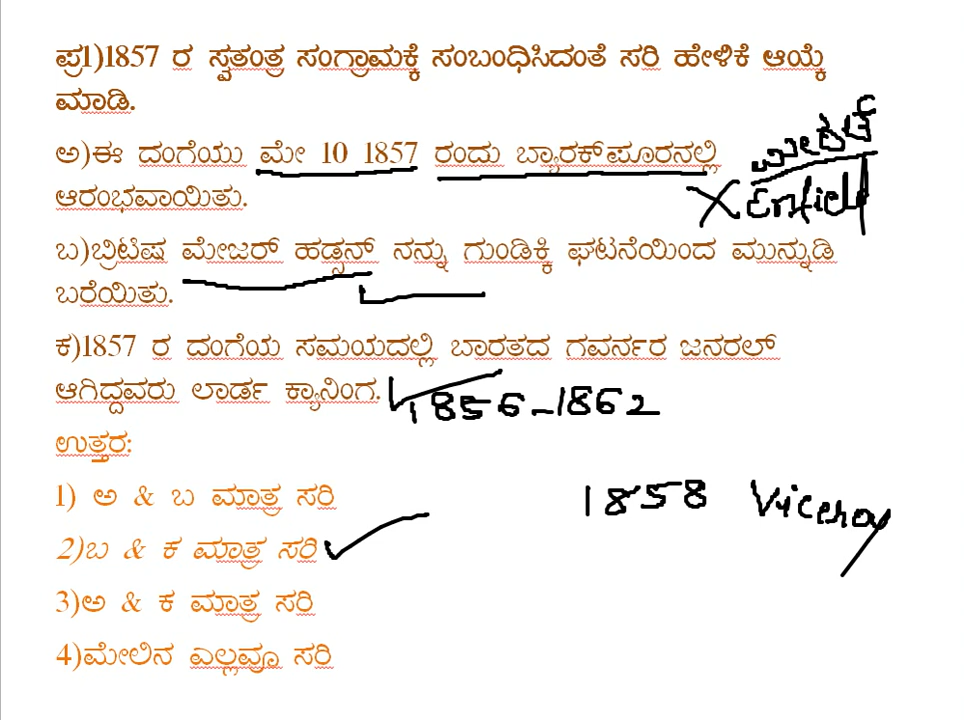 ಪ್ರ1)1857 ರ ಸ್ವತಂತ್ರ ಸಂಗ್ರಾಮಕ್ಕೆ ಸಂಬಂಧಿಸಿದಂತೆ ಸರಿ ಹೇಳಿಕೆ ಆಯ್ಕೆ
ಮಾಡಿ.
ಅ)ಈ ದಂಗೆಯು ಮೇ 10 1857 ರಂದು ಬ್ಯಾರಕ್‌ಪೂರನಲ್ಲಿ ಮೀರಟ್
ಆರಂಭವಾಯಿತು. X Enfield
ಬ)ಬ್ರಿಟಿಷ ಮೇಜರ್ ಹಡ್ಸನ್ ನನ್ನು ಗುಂಡಿಕ್ಕಿ ಘಟನೆಯಿಂದ ಮುನ್ನುಡಿ
ಬರೆಯಿತು.
ಕ)1857 ರ ದಂಗೆಯ ಸಮಯದಲ್ಲಿ ಬಾರತದ ಗವರ್ನರ ಜನರಲ್
ಆಗಿದ್ದವರು ಲಾರ್ಡ ಕ್ಯಾನಿಂಗ. 1856-1862
ಉತ್ತರ:
1) ಅ & ಬ ಮಾತ್ರ ಸರಿ 1858 Viceroy
2)ಬ & ಕ ಮಾತ್ರ ಸರಿ
3)ಅ & ಕ ಮಾತ್ರ ಸರಿ
4)ಮೇಲಿನ ಎಲ್ಲವೂ ಸರಿ